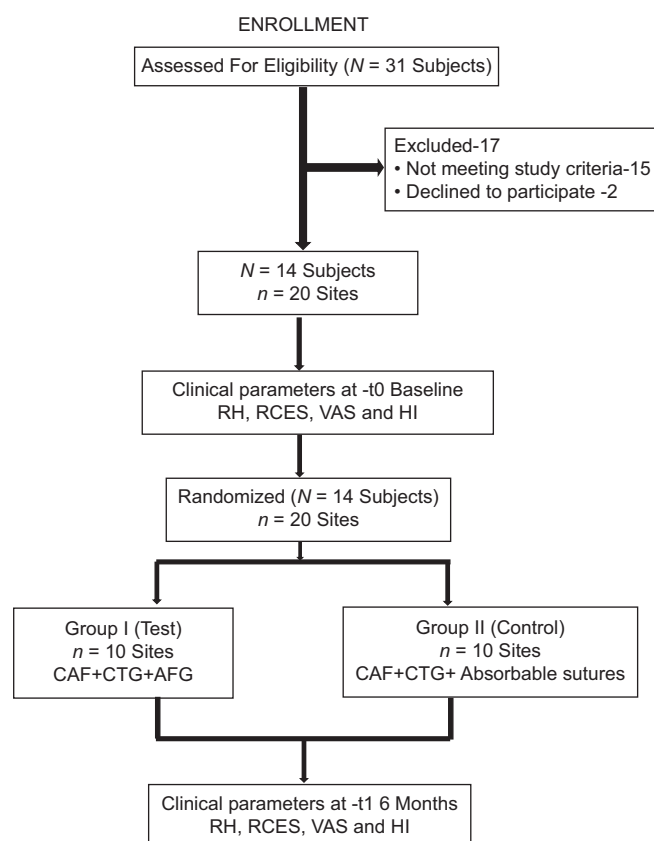 ENROLLMENT
Assessed For Eligibility (N = 31 Subjects)
Excluded-17
• Not meeting study criteria-15
• Declined to participate -2
N = 14 Subjects
n = 20 Sites
Clinical parameters at -t0 Baseline
RH, RCES, VAS and HI
Randomized (N = 14 Subjects)
n = 20 Sites
Group I (Test)
n = 10 Sites
CAF+CTG+AFG
Group II (Control)
n = 10 Sites
CAF+CTG+ Absorbable sutures
Clinical parameters at -t1 6 Months
RH, RCES, VAS and HI